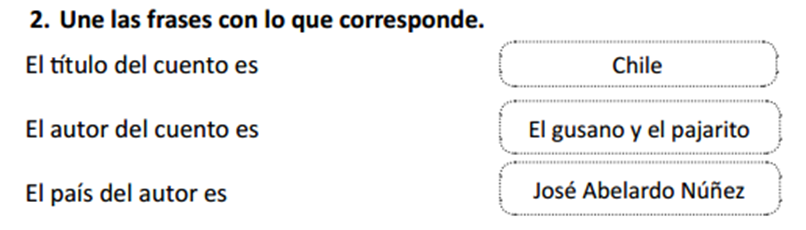 2. Une las frases con lo que corresponde.
El título del cuento es
Chile
El autor del cuento es
El gusano y el pajarito
El país del autor es
José Abelardo Núñez